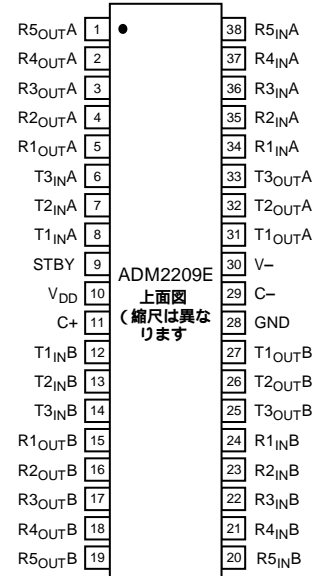 R5OUTA 1 38 R5INA
R4OUTA 2 37 R4INA
R3OUTA 3 36 R3INA
R2OUTA 4 35 R2INA
R1OUTA 5 34 R1INA
T3INA 6 33 T3OUTA
T2INA 7 32 T2OUTA
T1INA 8 31 T1OUTA
STBY 9 30 V–
VDD 10 29 C–
C+ 11 28 GND
ADM2209E
上面図
(縮尺は異な
ります
T1INB 12 27 T1OUTB
T2INB 13 26 T2OUTB
T3INB 14 25 T3OUTB
R1OUTB 15 24 R1INB
R2OUTB 16 23 R2INB
R3OUTB 17 22 R3INB
R4OUTB 18 21 R4INB
R5OUTB 19 20 R5INB